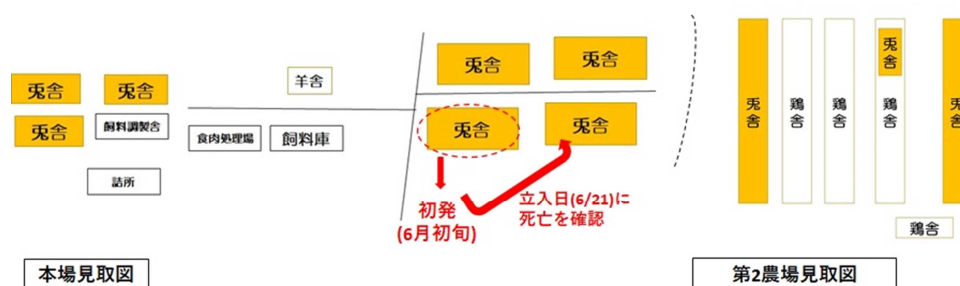 兎舎
兎舎
兎舎
飼料調製舎
詰所
羊舎
食肉処理場
飼料庫
兎舎
兎舎
兎舎
兎舎
初発
(6月初旬)
立入日(6/21)に
死亡を確認
兎舎
鶏舎
鶏舎
兎舎
鶏舎
兎舎
鶏舎
本場見取図
第2農場見取図